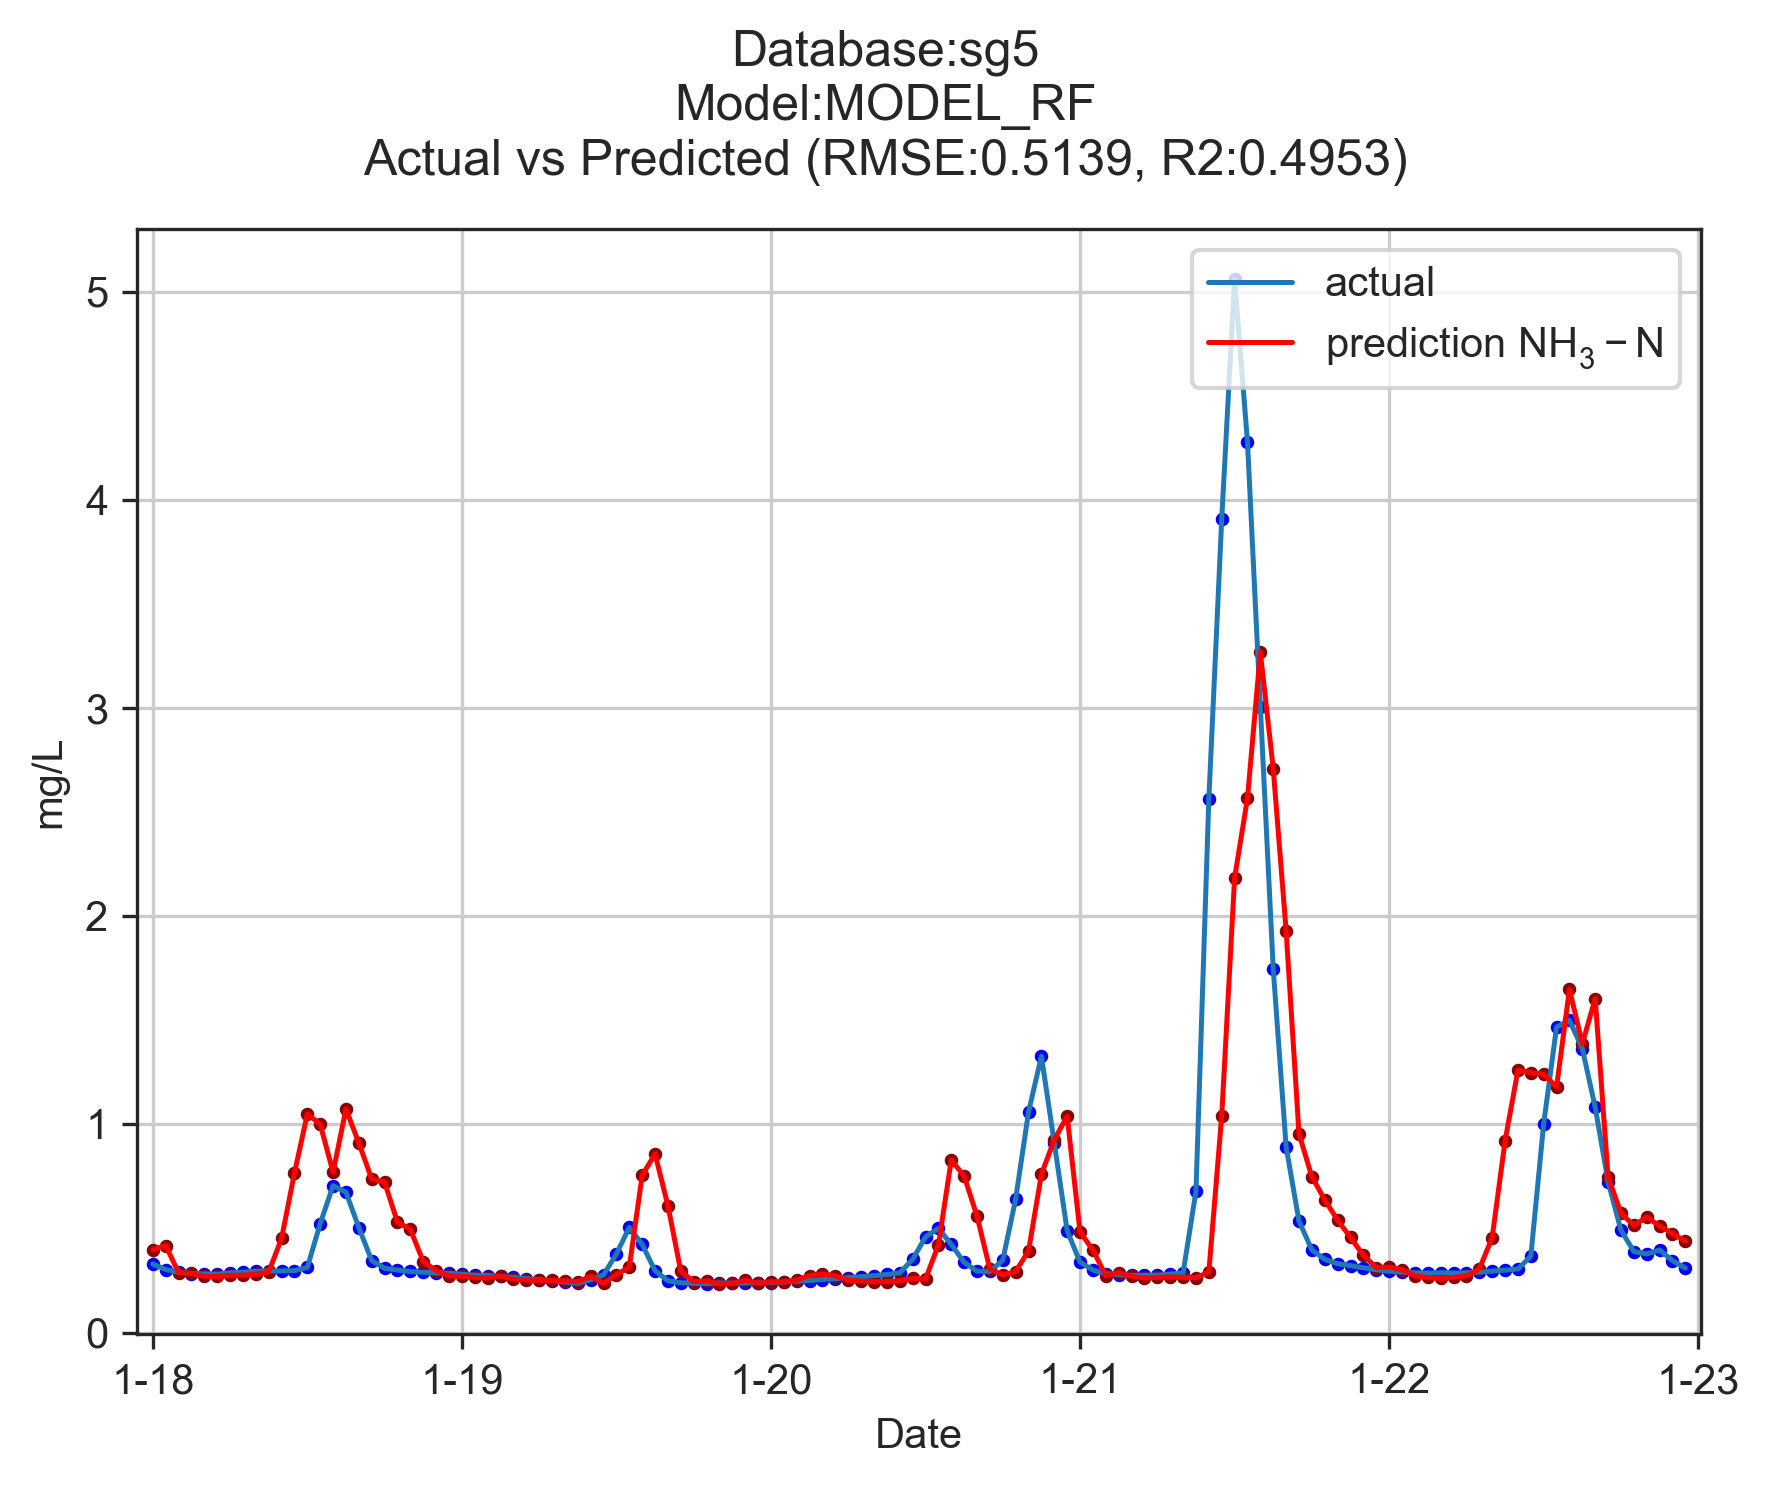 Database:sg5
Model:MODEL_RF
Actual vs Predicted (RMSE:0.5139, R2:0.4953)
actual
prediction NH₃ − N
5
4
3
2
1
0
mg/L
1-18 1-19 1-20 1-21 1-22 1-23
Date